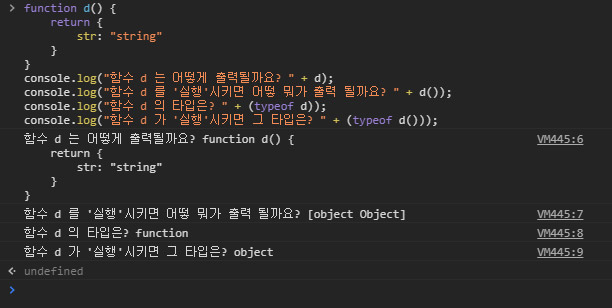 > function d() {
    return {
        str: "string"
    }
}
console.log("함수 d 는 어떻게 출력될까요? " + d);
console.log("함수 d 를 '실행'시키면 어떻 뭐가 출력 될까요? " + d());
console.log("함수 d 의 타입은? " + (typeof d));
console.log("함수 d 가 '실행'시키면 그 타입은? " + (typeof d()));
함수 d 는 어떻게 출력될까요? function d() { VM445:6
    return {
        str: "string"
    }
}
함수 d 를 '실행'시키면 어떻 뭐가 출력 될까요? [object Object] VM445:7
함수 d 의 타입은? function VM445:8
함수 d 가 '실행'시키면 그 타입은? object VM445:9
undefined
>